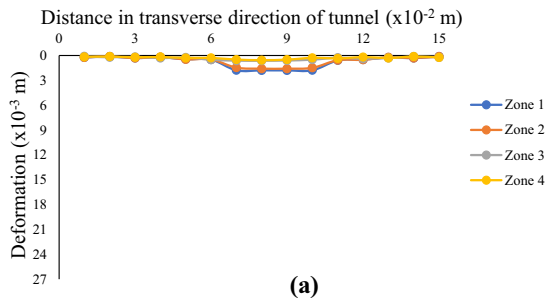 Distance in transverse direction of tunnel (x10⁻² m)
0 3 6 9 12 15
Deformation (x10⁻³ m)
0
3
6
9
12
15
18
21
24
27
Zone 1
Zone 2
Zone 3
Zone 4
(a)